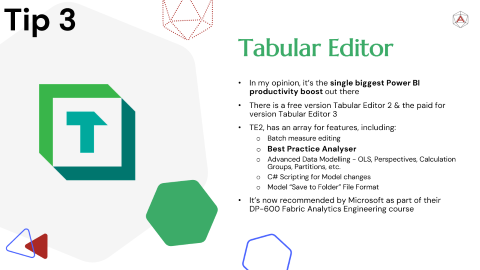 Tip 3
Tabular Editor
• In my opinion, it's the single biggest Power BI
productivity boost out there
• There is a free version Tabular Editor 2 & the paid for
version Tabular Editor 3
• TE2, has an array for features, including:
o Batch measure editing
o Best Practice Analyser
o Advanced Data Modelling - OLS, Perspectives, Calculation
Groups, Partitions, etc.
o C# Scripting for Model changes
o Model "Save to Folder" File Format
• It's now recommended by Microsoft as part of their
DP-600 Fabric Analytics Engineering course